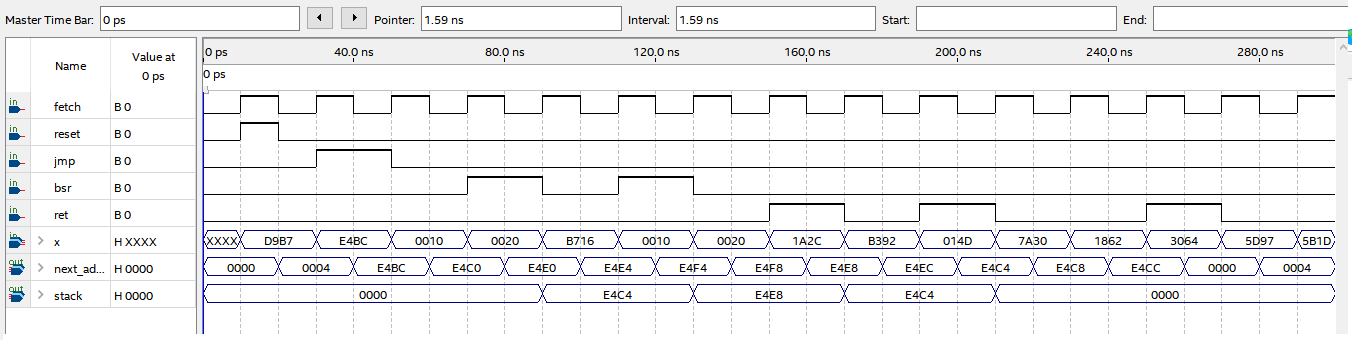 Master Time Bar: 0 ps Pointer: 1.59 ns Interval: 1.59 ns Start: End:
Name Value at 0 ps
0 ps 40.0 ns 80.0 ns 120.0 ns 160.0 ns 200.0 ns 240.0 ns 280.0 ns
0 ps
in fetch B 0
in reset B 0
in jmp B 0
in bsr B 0
in ret B 0
in x H XXXX XXXX D9B7 E4BC 0010 0020 B716 0010 0020 1A2C B392 014D 7A30 1862 3064 5D97 5B1D
out next_ad... H 0000 0000 0004 E4BC E4C0 E4E0 E4E4 E4F4 E4F8 E4E8 E4EC E4C4 E4C8 E4CC 0000 0004
out stack H 0000 0000 E4C4 E4E8 E4C4 0000